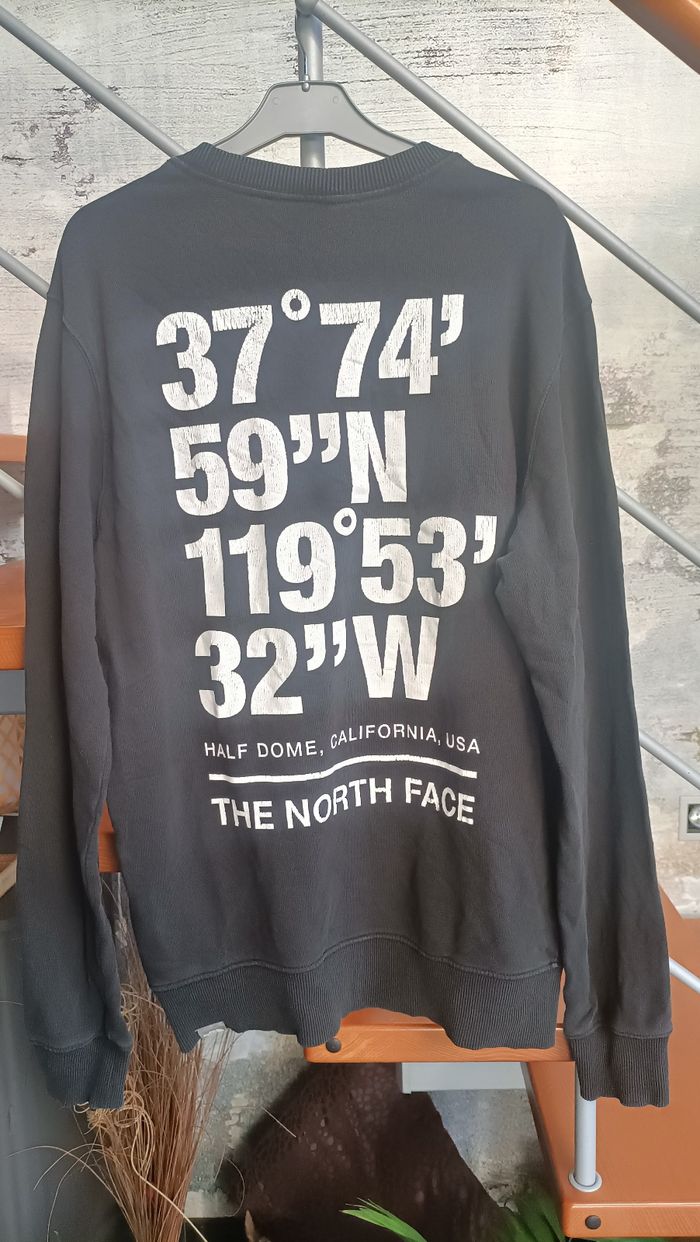 37°74’
59”N
119°53’
32”W
HALF DOME, CALIFORNIA, USA
THE NORTH FACE